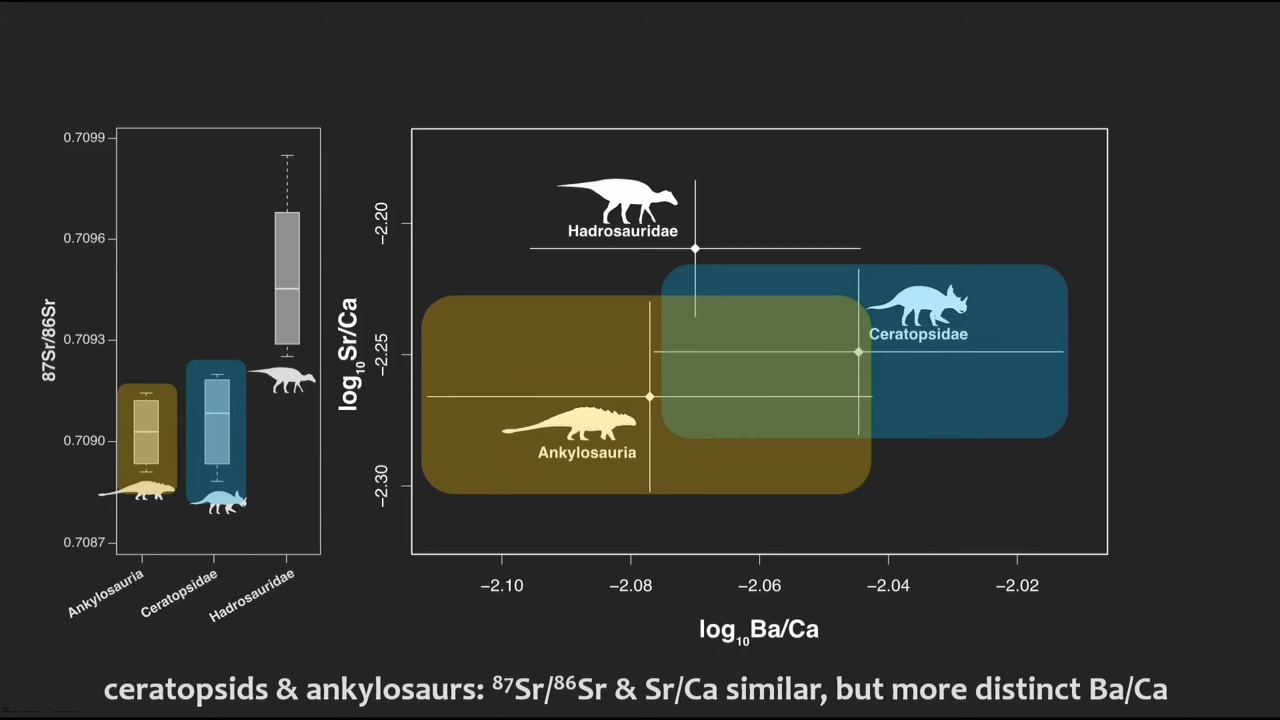 0.7099
0.7096
0.7093
0.7090
0.7087
87Sr/86Sr
Ankylosauria
Ceratopsidae
Hadrosauridae
log₁₀Sr/Ca
−2.20
−2.25
−2.30
Hadrosauridae
Ceratopsidae
Ankylosauria
−2.10
−2.08
−2.06
−2.04
−2.02
log₁₀Ba/Ca
ceratopsids & ankylosaurs: ⁸⁷Sr/⁸⁶Sr & Sr/Ca similar, but more distinct Ba/Ca